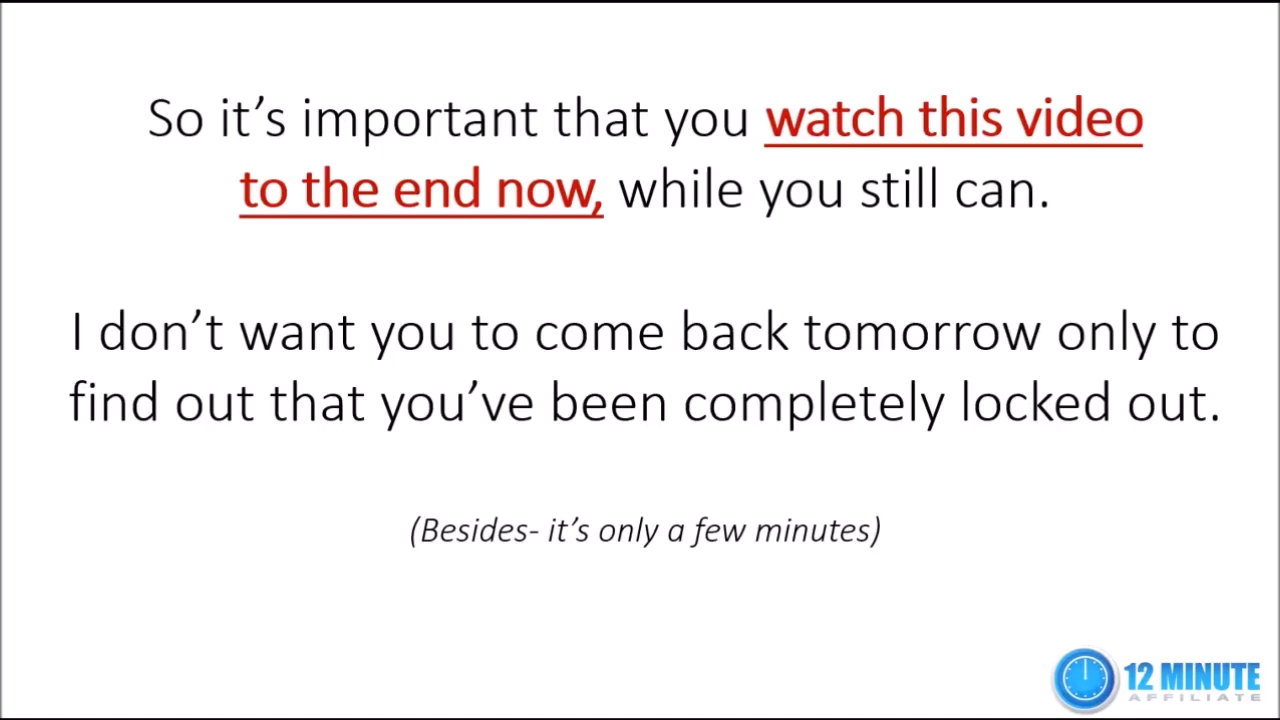 So it’s important that you watch this video
to the end now, while you still can.
I don’t want you to come back tomorrow only to
find out that you’ve been completely locked out.
(Besides- it’s only a few minutes)
12 MINUTE
AFFILIATE